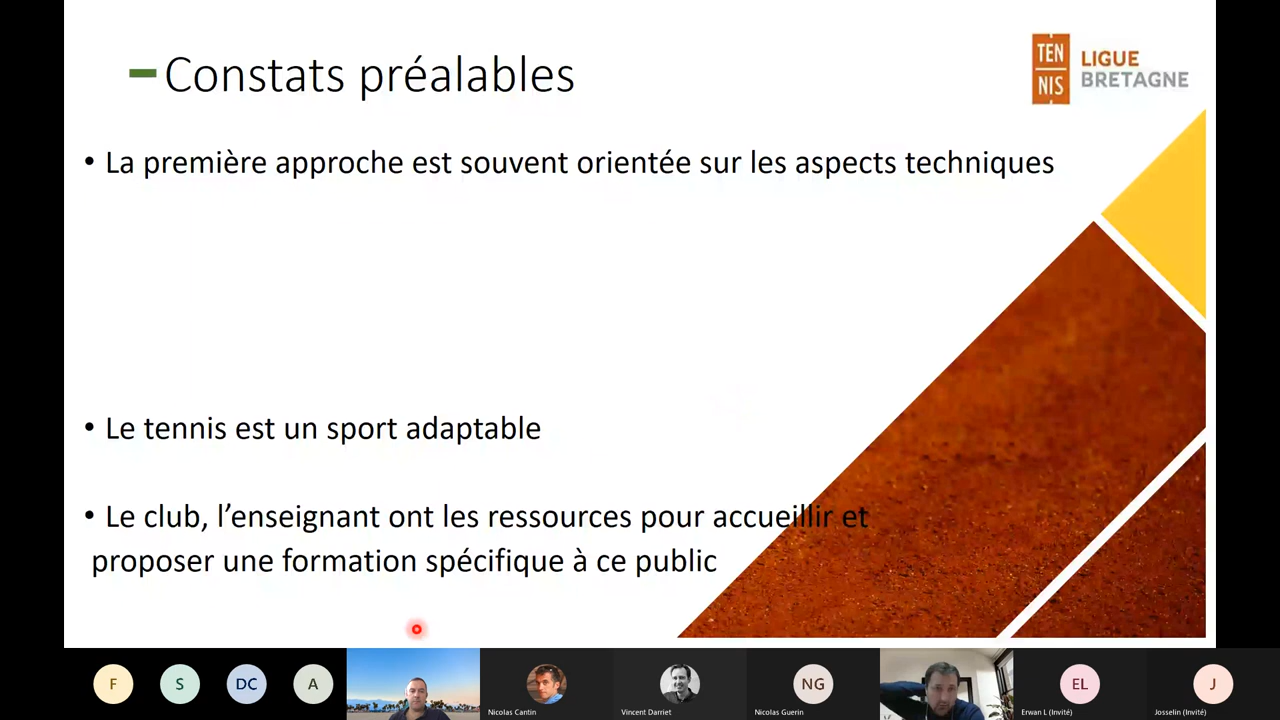 Constats préalables
TEN
NIS
LIGUE
BRETAGNE
• La première approche est souvent orientée sur les aspects techniques
• Le tennis est un sport adaptable
• Le club, l’enseignant ont les ressources pour accueillir et
proposer une formation spécifique à ce public
F
S
DC
A
NG
EL
J
Nicolas Cantin
Vincent Darriet
Nicolas Guerin
Erwan L (Invité)
Josselin (Invité)